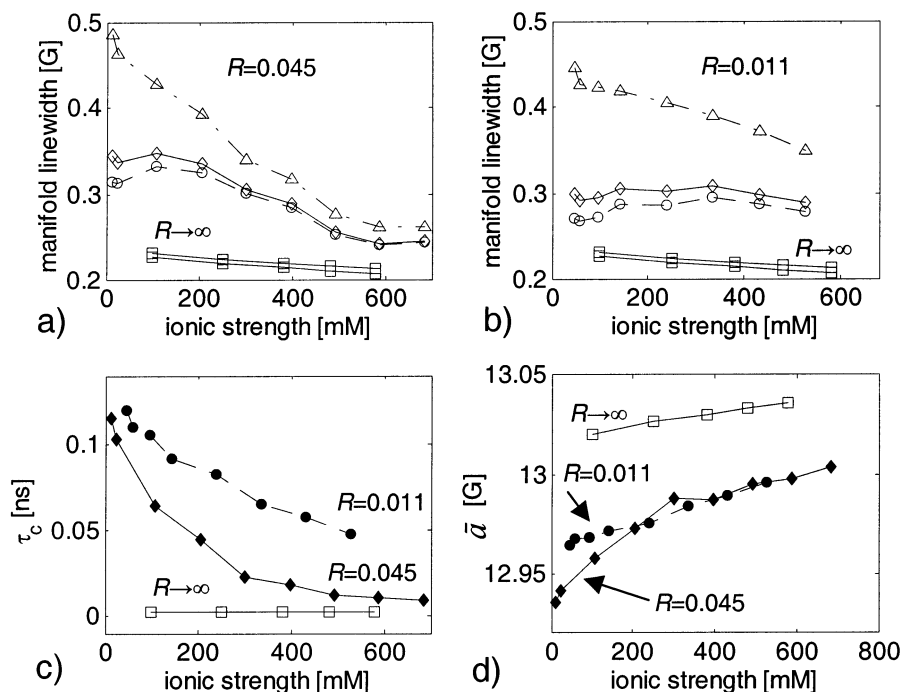 0.5
0.4
0.3
0.2
manifold linewidth [G]
R=0.045
R→∞
0 200 400 600
a) ionic strength [mM]
0.5
0.4
0.3
0.2
manifold linewidth [G]
R=0.011
R→∞
0 200 400 600
b) ionic strength [mM]
0.1
0.05
0
τc [ns]
R=0.011
R=0.045
R→∞
0 200 400 600
c) ionic strength [mM]
13.05
13
12.95
ā [G]
R→∞
R=0.011
R=0.045
0 200 400 600 800
d) ionic strength [mM]